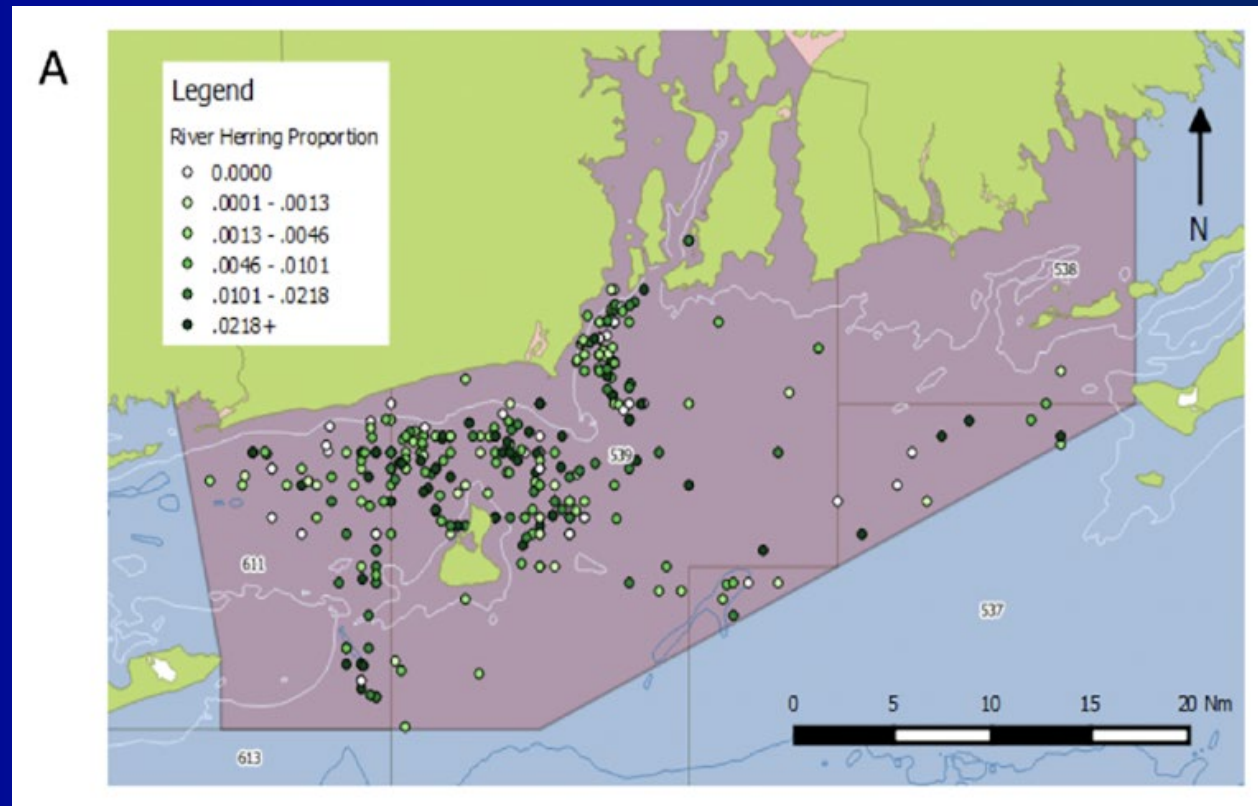 A
Legend
River Herring Proportion
0.0000
.0001 - .0013
.0013 - .0046
.0046 - .0101
.0101 - .0218
.0218+
N
538
539
611
537
0 5 10 15 20 Nm
613